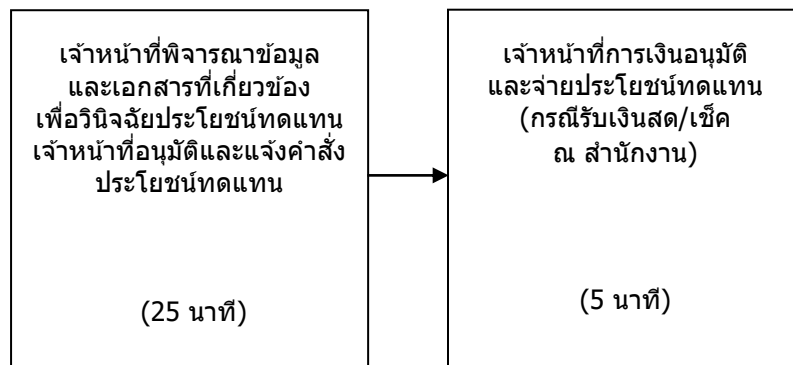 เจ้าหน้าที่พิจารณาข้อมูล
และเอกสารที่เกี่ยวข้อง
เพื่อวินิจฉัยประโยชน์ทดแทน
เจ้าหน้าที่อนุมัติและแจ้งคำสั่ง
ประโยชน์ทดแทน
(25 นาที)
เจ้าหน้าที่การเงินอนุมัติ
และจ่ายประโยชน์ทดแทน
(กรณีรับเงินสด/เช็ค
ณ สำนักงาน)
(5 นาที)